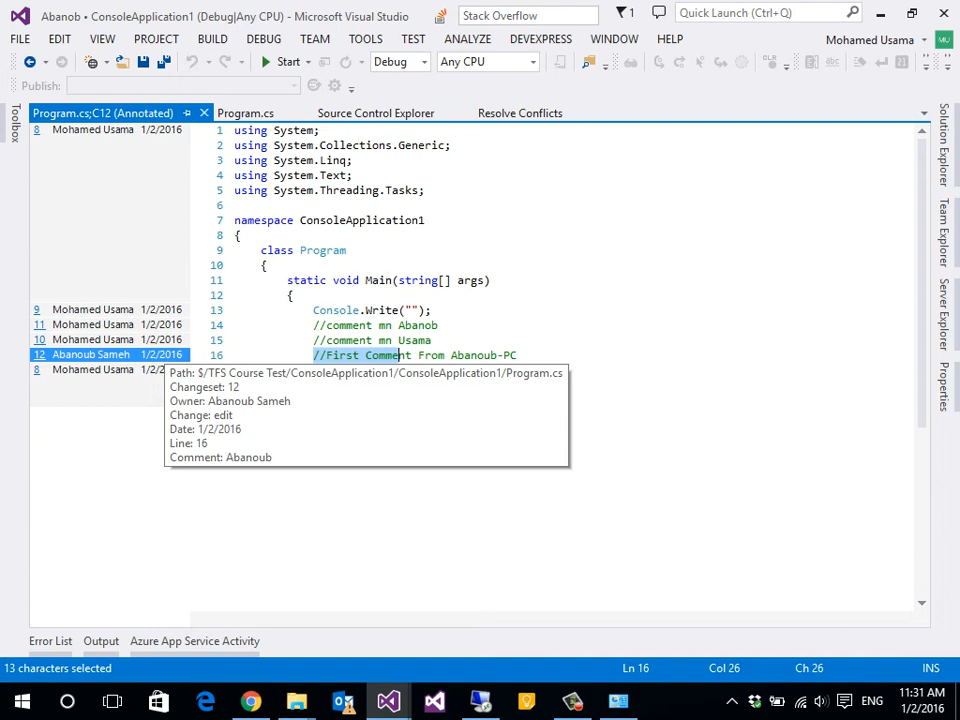 Abanob • ConsoleApplication1 (Debug|Any CPU) - Microsoft Visual Studio
Stack Overflow
1
Quick Launch (Ctrl+Q)
FILE EDIT VIEW PROJECT BUILD DEBUG TEAM TOOLS TEST ANALYZE DEVEXPRESS WINDOW HELP
Mohamed Usama MU
Start Debug Any CPU
Publish:
Program.cs;C12 (Annotated) Program.cs Source Control Explorer Resolve Conflicts
Toolbox
8 Mohamed Usama 1/2/2016
9 Mohamed Usama 1/2/2016
11 Mohamed Usama 1/2/2016
10 Mohamed Usama 1/2/2016
12 Abanoub Sameh 1/2/2016
8 Mohamed Usama 1/2/2016
1 using System;
2 using System.Collections.Generic;
3 using System.Linq;
4 using System.Text;
5 using System.Threading.Tasks;
6
7 namespace ConsoleApplication1
8 {
9 class Program
10 {
11 static void Main(string[] args)
12 {
13 Console.Write("");
14 //comment mn Abanob
15 //comment mn Usama
16 //First Comment From Abanoub-PC
Path: $/TFS Course Test/ConsoleApplication1/ConsoleApplication1/Program.cs
Changeset: 12
Owner: Abanoub Sameh
Change: edit
Date: 1/2/2016
Line: 16
Comment: Abanoub
Solution Explorer
Team Explorer
Server Explorer
Properties
Error List Output Azure App Service Activity
13 characters selected Ln 16 Col 26 Ch 26 INS
ENG
11:31 AM
1/2/2016